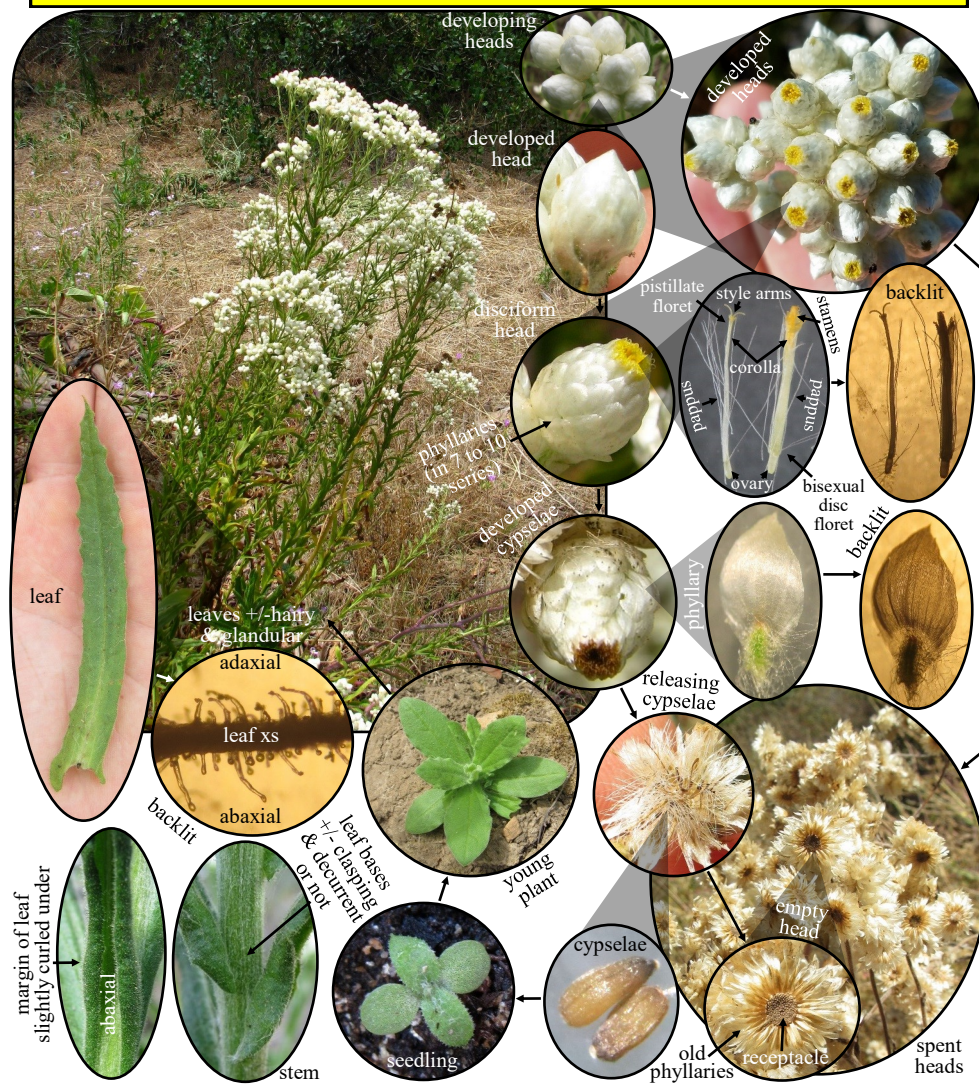 developing
heads
developed
heads
developed
head
pistillate
floret
style arms
stamens
backlit
disciform
head
corolla
pappus
pappus
phyllaries
(in 7 to 10
series)
ovary
bisexual
disc
floret
developed
cypselae
backlit
phyllary
leaf
leaves +/-hairy
& glandular
adaxial
leaf xs
abaxial
backlit
releasing
cypselae
leaf bases
+/- clasping
& decurrent
or not
young
plant
margin of leaf
slightly curled under
abaxial
stem
seedling
cypselae
empty
head
old
phyllaries
receptacle
spent
heads